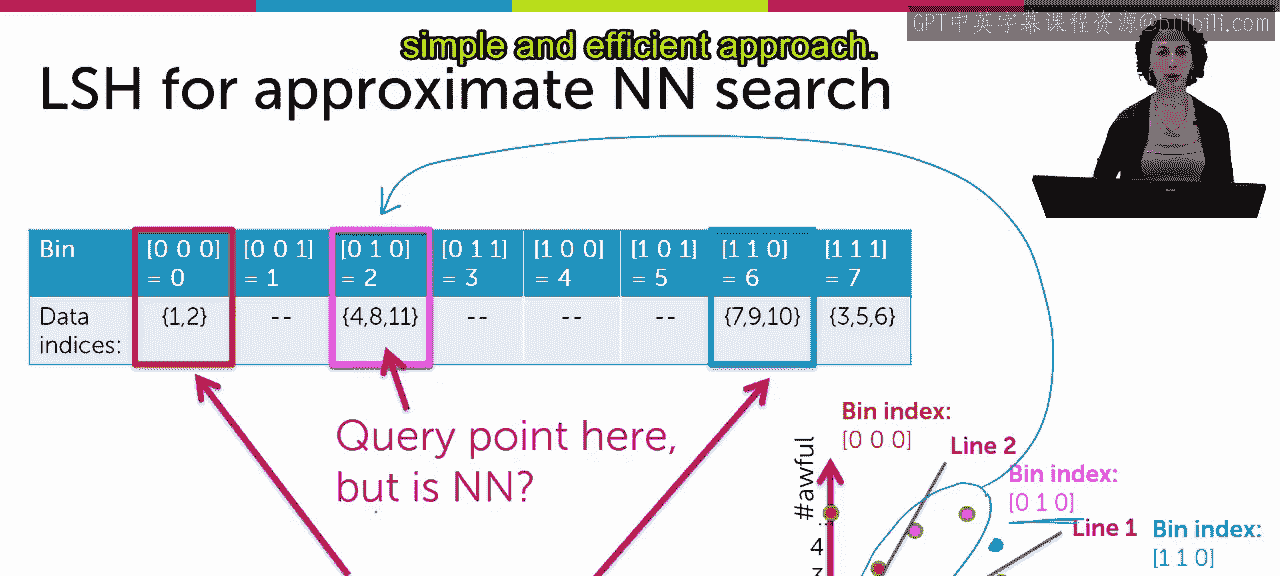 GPT中英字幕课程资源@bilibili.com
simple and efficient approach.
LSH for approximate NN search
Bin [0 0 0] = 0 [0 0 1] = 1 [0 1 0] = 2 [0 1 1] = 3 [1 0 0] = 4 [1 0 1] = 5 [1 1 0] = 6 [1 1 1] = 7
Data indices: {1,2} -- {4,8,11} -- -- -- {7,9,10} {3,5,6}
Query point here,
but is NN?
#awful
4
Bin index:
[0 0 0]
Line 2
Bin index:
[0 1 0]
Line 1
Bin index:
[1 1 0]